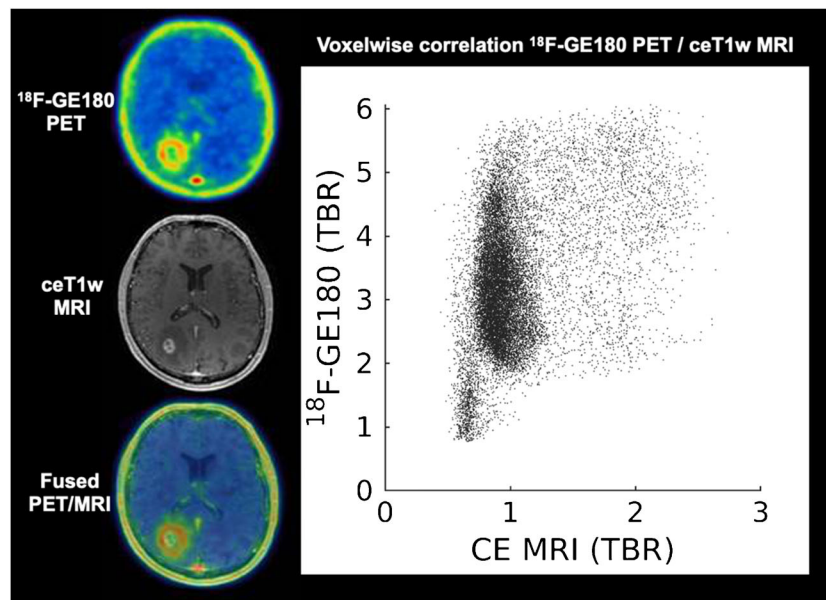 Voxelwise correlation ¹⁸F-GE180 PET / ceT1w MRI
¹⁸F-GE180
PET
ceT1w
MRI
Fused
PET/MRI
¹⁸F-GE180 (TBR)
6
5
4
3
2
1
0
0 1 2 3
CE MRI (TBR)